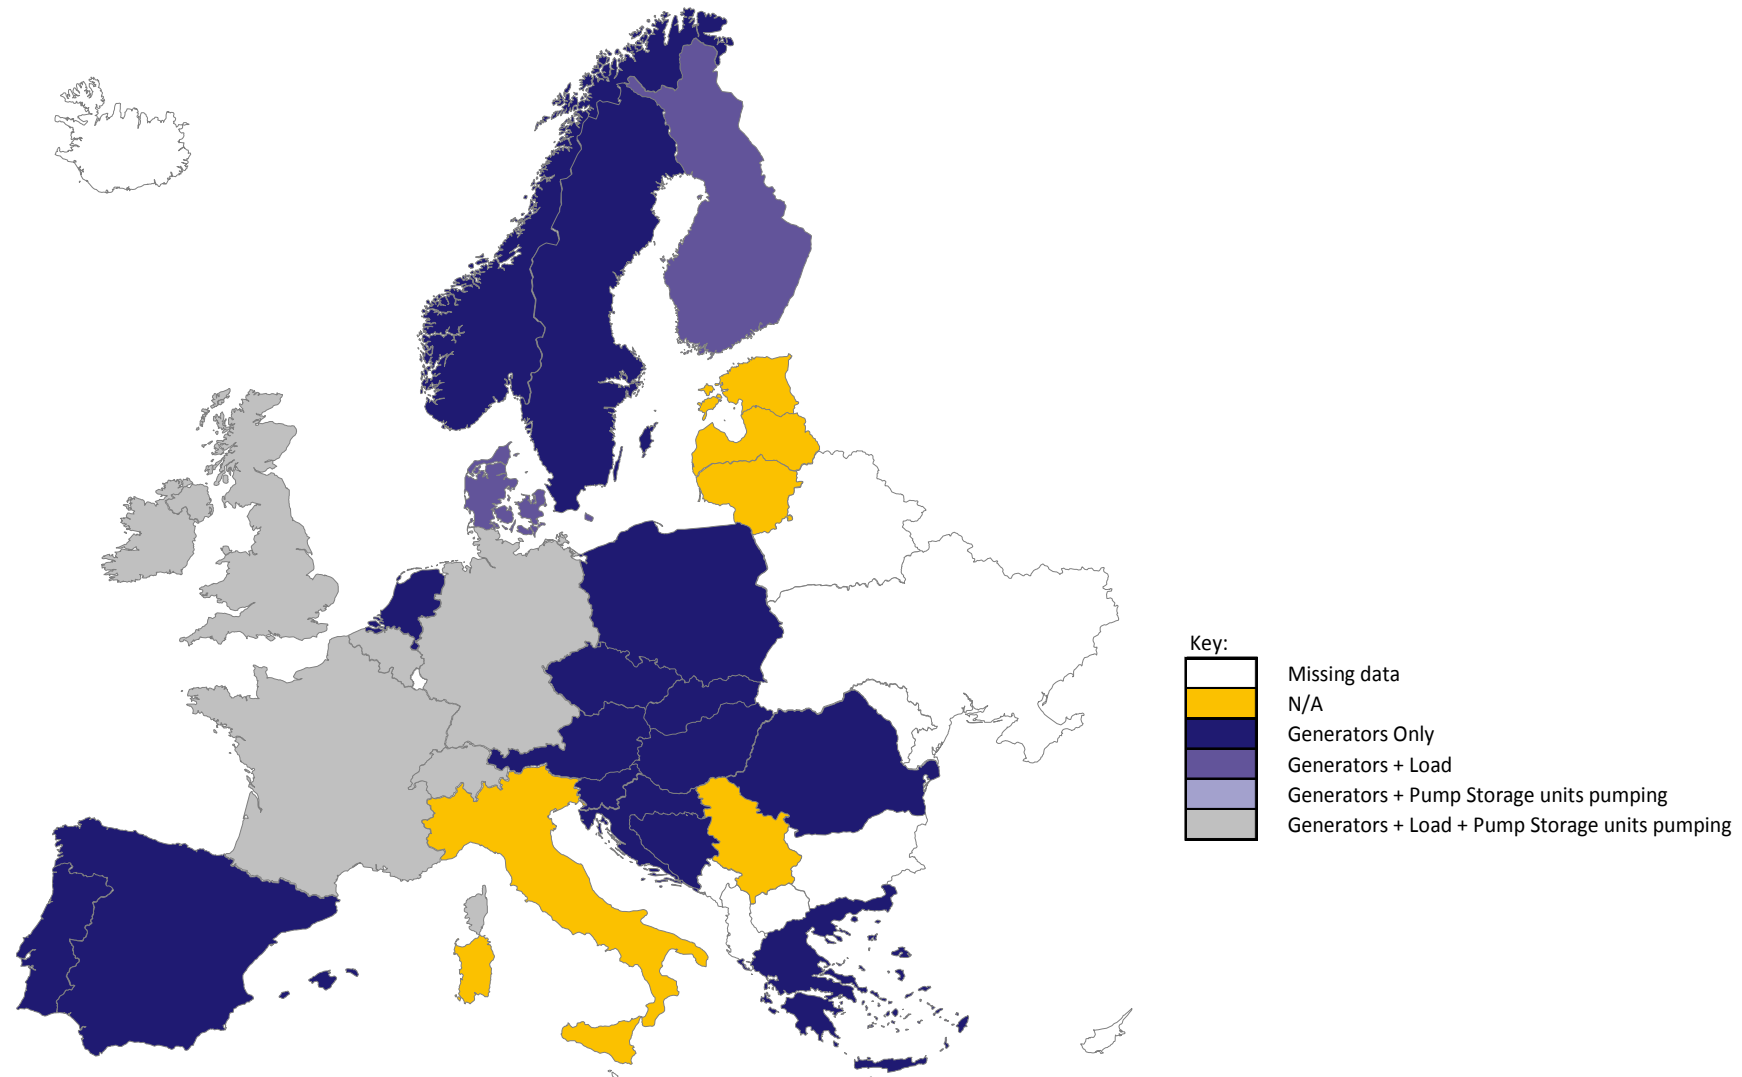 Key:
Missing data
N/A
Generators Only
Generators + Load
Generators + Pump Storage units pumping
Generators + Load + Pump Storage units pumping